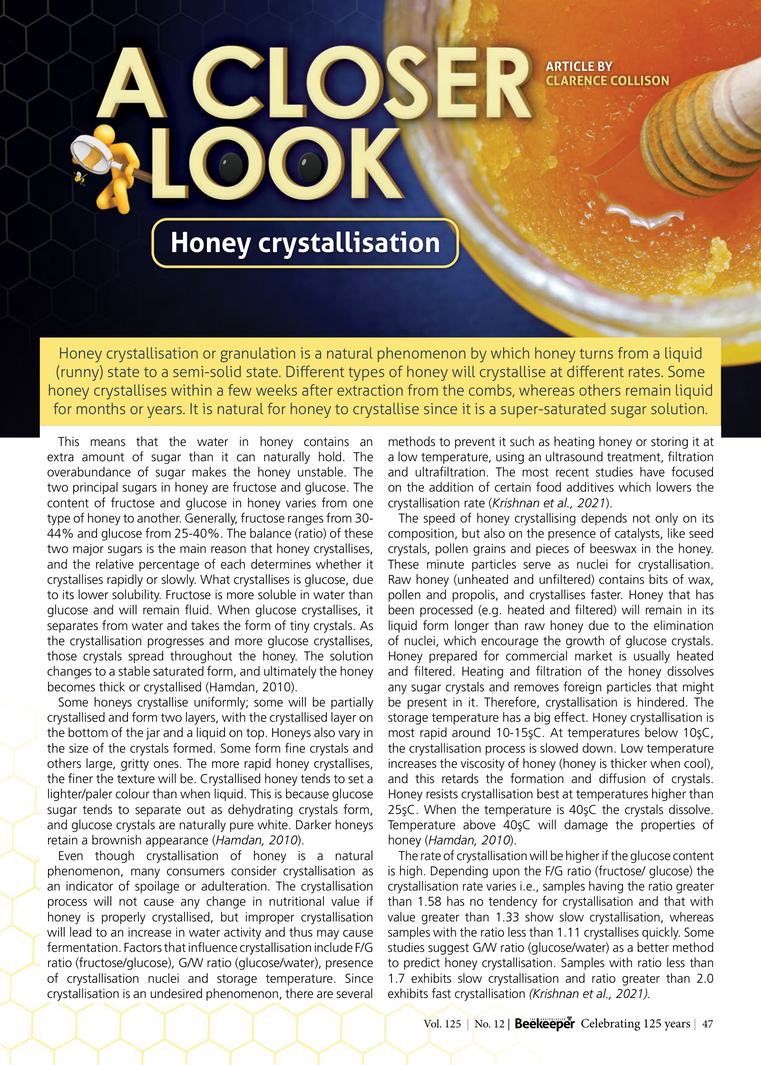 A CLOSER
LOOK
ARTICLE BY
CLARENCE COLLISON
Honey crystallisation
Honey crystallisation or granulation is a natural phenomenon by which honey turns from a liquid
(runny) state to a semi-solid state. Different types of honey will crystallise at different rates. Some
honey crystallises within a few weeks after extraction from the combs, whereas others remain liquid
for months or years. It is natural for honey to crystallise since it is a super-saturated sugar solution.
This means that the water in honey contains an
extra amount of sugar than it can naturally hold. The
overabundance of sugar makes the honey unstable. The
two principal sugars in honey are fructose and glucose. The
content of fructose and glucose in honey varies from one
type of honey to another. Generally, fructose ranges from 30-
44% and glucose from 25-40%. The balance (ratio) of these
two major sugars is the main reason that honey crystallises,
and the relative percentage of each determines whether it
crystallises rapidly or slowly. What crystallises is glucose, due
to its lower solubility. Fructose is more soluble in water than
glucose and will remain fluid. When glucose crystallises, it
separates from water and takes the form of tiny crystals. As
the crystallisation progresses and more glucose crystallises,
those crystals spread throughout the honey. The solution
changes to a stable saturated form, and ultimately the honey
becomes thick or crystallised (Hamdan, 2010).
Some honeys crystallise uniformly; some will be partially
crystallised and form two layers, with the crystallised layer on
the bottom of the jar and a liquid on top. Honeys also vary in
the size of the crystals formed. Some form fine crystals and
others large, gritty ones. The more rapid honey crystallises,
the finer the texture will be. Crystallised honey tends to set a
lighter/paler colour than when liquid. This is because glucose
sugar tends to separate out as dehydrating crystals form,
and glucose crystals are naturally pure white. Darker honeys
retain a brownish appearance (Hamdan, 2010).
Even though crystallisation of honey is a natural
phenomenon, many consumers consider crystallisation as
an indicator of spoilage or adulteration. The crystallisation
process will not cause any change in nutritional value if
honey is properly crystallised, but improper crystallisation
will lead to an increase in water activity and thus may cause
fermentation. Factors that influence crystallisation include F/G
ratio (fructose/glucose), G/W ratio (glucose/water), presence
of crystallisation nuclei and storage temperature. Since
crystallisation is an undesired phenomenon, there are several
methods to prevent it such as heating honey or storing it at
a low temperature, using an ultrasound treatment, filtration
and ultrafiltration. The most recent studies have focused
on the addition of certain food additives which lowers the
crystallisation rate (Krishnan et al., 2021).
The speed of honey crystallising depends not only on its
composition, but also on the presence of catalysts, like seed
crystals, pollen grains and pieces of beeswax in the honey.
These minute particles serve as nuclei for crystallisation.
Raw honey (unheated and unfiltered) contains bits of wax,
pollen and propolis, and crystallises faster. Honey that has
been processed (e.g. heated and filtered) will remain in its
liquid form longer than raw honey due to the elimination
of nuclei, which encourage the growth of glucose crystals.
Honey prepared for commercial market is usually heated
and filtered. Heating and filtration of the honey dissolves
any sugar crystals and removes foreign particles that might
be present in it. Therefore, crystallisation is hindered. The
storage temperature has a big effect. Honey crystallisation is
most rapid around 10-15şC. At temperatures below 10şC,
the crystallisation process is slowed down. Low temperature
increases the viscosity of honey (honey is thicker when cool),
and this retards the formation and diffusion of crystals.
Honey resists crystallisation best at temperatures higher than
25şC. When the temperature is 40şC the crystals dissolve.
Temperature above 40şC will damage the properties of
honey (Hamdan, 2010).
The rate of crystallisation will be higher if the glucose content
is high. Depending upon the F/G ratio (fructose/ glucose) the
crystallisation rate varies i.e., samples having the ratio greater
than 1.58 has no tendency for crystallisation and that with
value greater than 1.33 show slow crystallisation, whereas
samples with the ratio less than 1.11 crystallises quickly. Some
studies suggest G/W ratio (glucose/water) as a better method
to predict honey crystallisation. Samples with ratio less than
1.7 exhibits slow crystallisation and ratio greater than 2.0
exhibits fast crystallisation (Krishnan et al., 2021).
Vol. 125 | No. 12 | Beekeeper Celebrating 125 years | 47